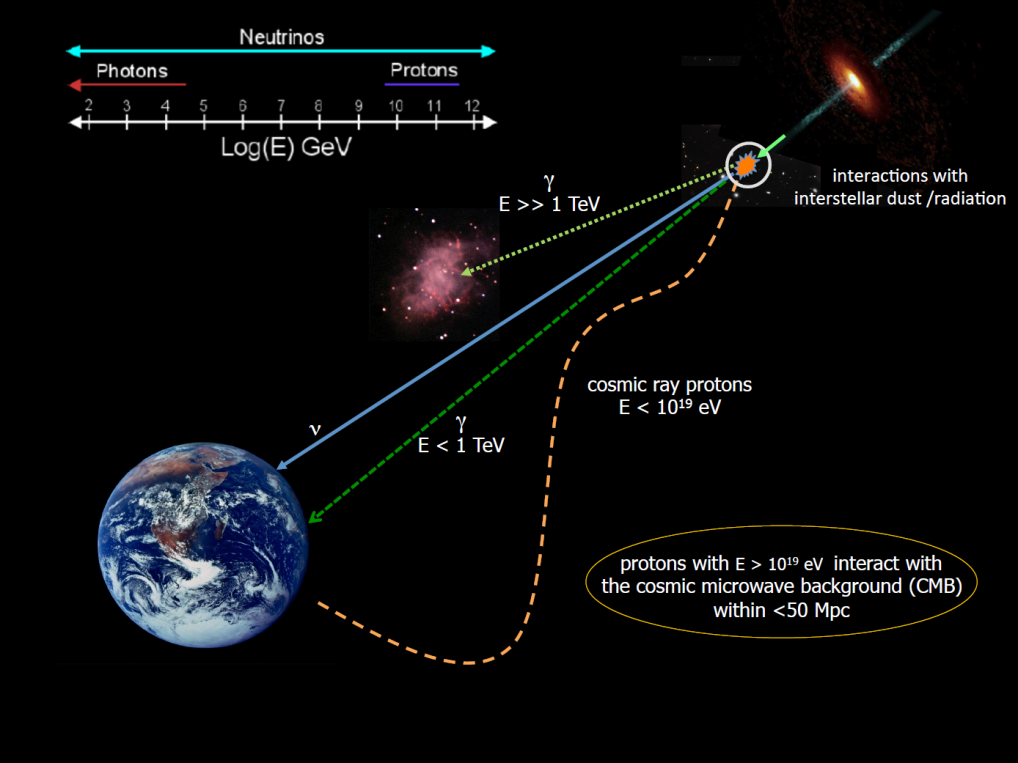 Neutrinos
Photons
Protons
2 3 4 5 6 7 8 9 10 11 12
Log(E) GeV
interactions with
interstellar dust /radiation
γ
E >> 1 TeV
cosmic ray protons
E < 10¹⁹ eV
ν
γ
E < 1 TeV
protons with E > 10¹⁹ eV interact with
the cosmic microwave background (CMB)
within <50 Mpc